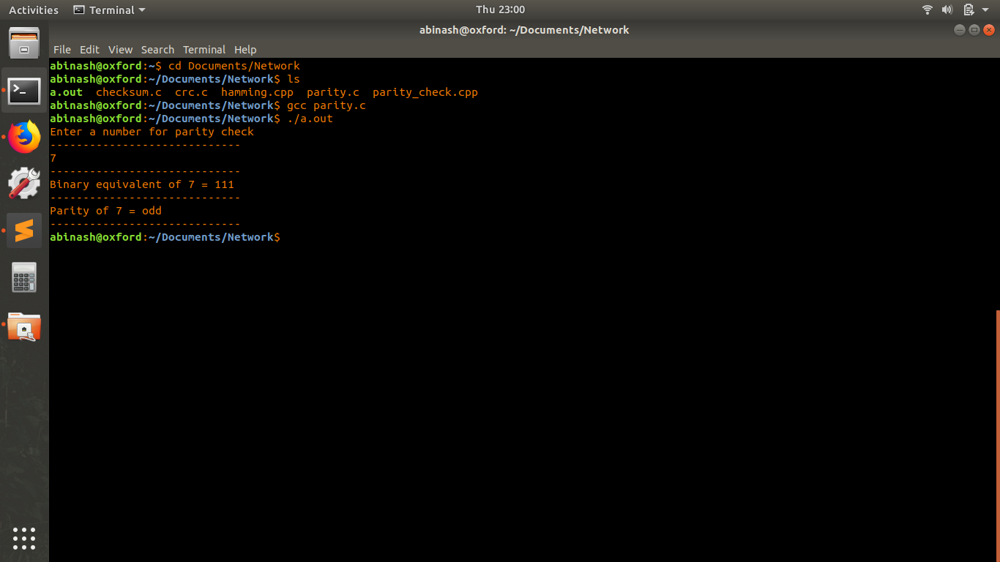 Activities Terminal Thu 23:00
abinash@oxford: ~/Documents/Network
File Edit View Search Terminal Help
abinash@oxford:~$ cd Documents/Network
abinash@oxford:~/Documents/Network$ ls
a.out  checksum.c  crc.c  hamming.cpp  parity.c  parity_check.cpp
abinash@oxford:~/Documents/Network$ gcc parity.c
abinash@oxford:~/Documents/Network$ ./a.out
Enter a number for parity check
-----------------------------
7
-----------------------------
Binary equivalent of 7 = 111
-----------------------------
Parity of 7 = odd
-----------------------------
abinash@oxford:~/Documents/Network$